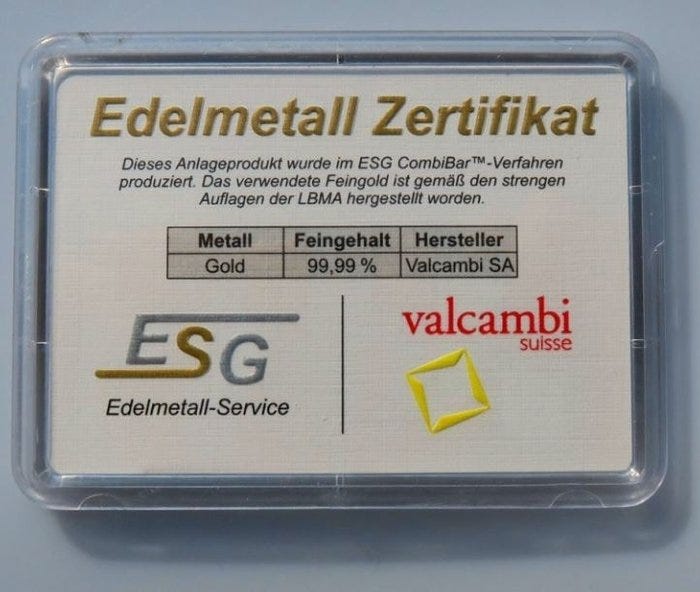 Edelmetall Zertifikat
Dieses Anlageprodukt wurde im ESG CombiBar™-Verfahren
produziert. Das verwendete Feingold ist gemäß den strengen
Auflagen der LBMA hergestellt worden.
Metall Feingehalt Hersteller
Gold 99,99 % Valcambi SA
ESG
Edelmetall-Service
valcambi
suisse